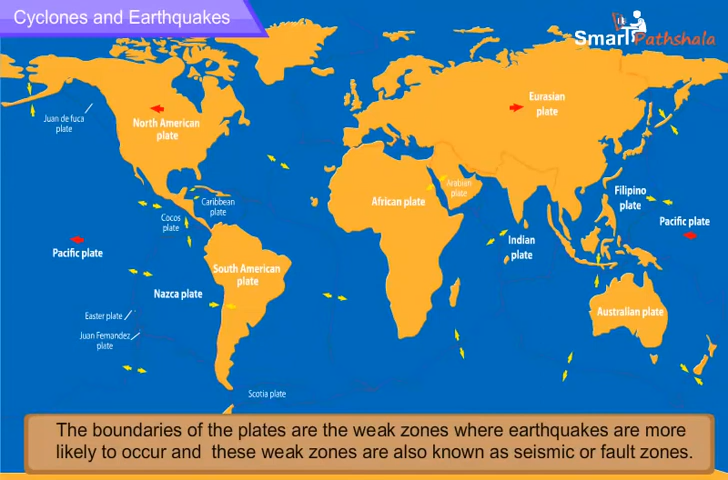 Cyclones and Earthquakes
Smart Pathshala
Juan de fuca
plate
North American
plate
Eurasian
plate
Caribbean
plate
Cocos
plate
African plate
Arabian
plate
Filipino
plate
Pacific plate
Pacific plate
Indian
plate
South American
plate
Nazca plate
Easter plate
Juan Fernandez
plate
Australian plate
Scotia plate
The boundaries of the plates are the weak zones where earthquakes are more
likely to occur and these weak zones are also known as seismic or fault zones.